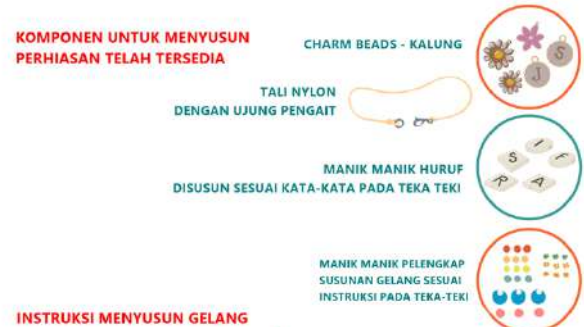 KOMPONEN UNTUK MENYUSUN
PERHIASAN TELAH TERSEDIA
CHARM BEADS - KALUNG
S
J
TALI NYLON
DENGAN UJUNG PENGAIT
MANIK MANIK HURUF
DISUSUN SESUAI KATA-KATA PADA TEKA TEKI
S I F
R A
MANIK MANIK PELENGKAP
SUSUNAN GELANG SESUAI
INSTRUKSI PADA TEKA-TEKI
INSTRUKSI MENYUSUN GELANG